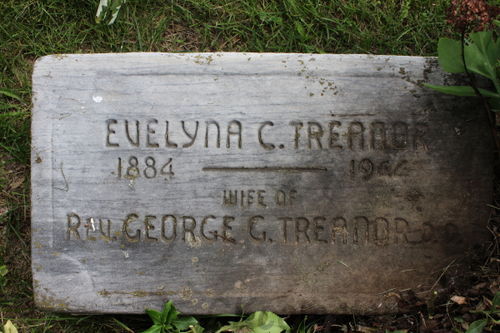 EVELYNA C. TREANOR
1884 —
WIFE OF
REV. GEORGE G. TREANOR D.D.